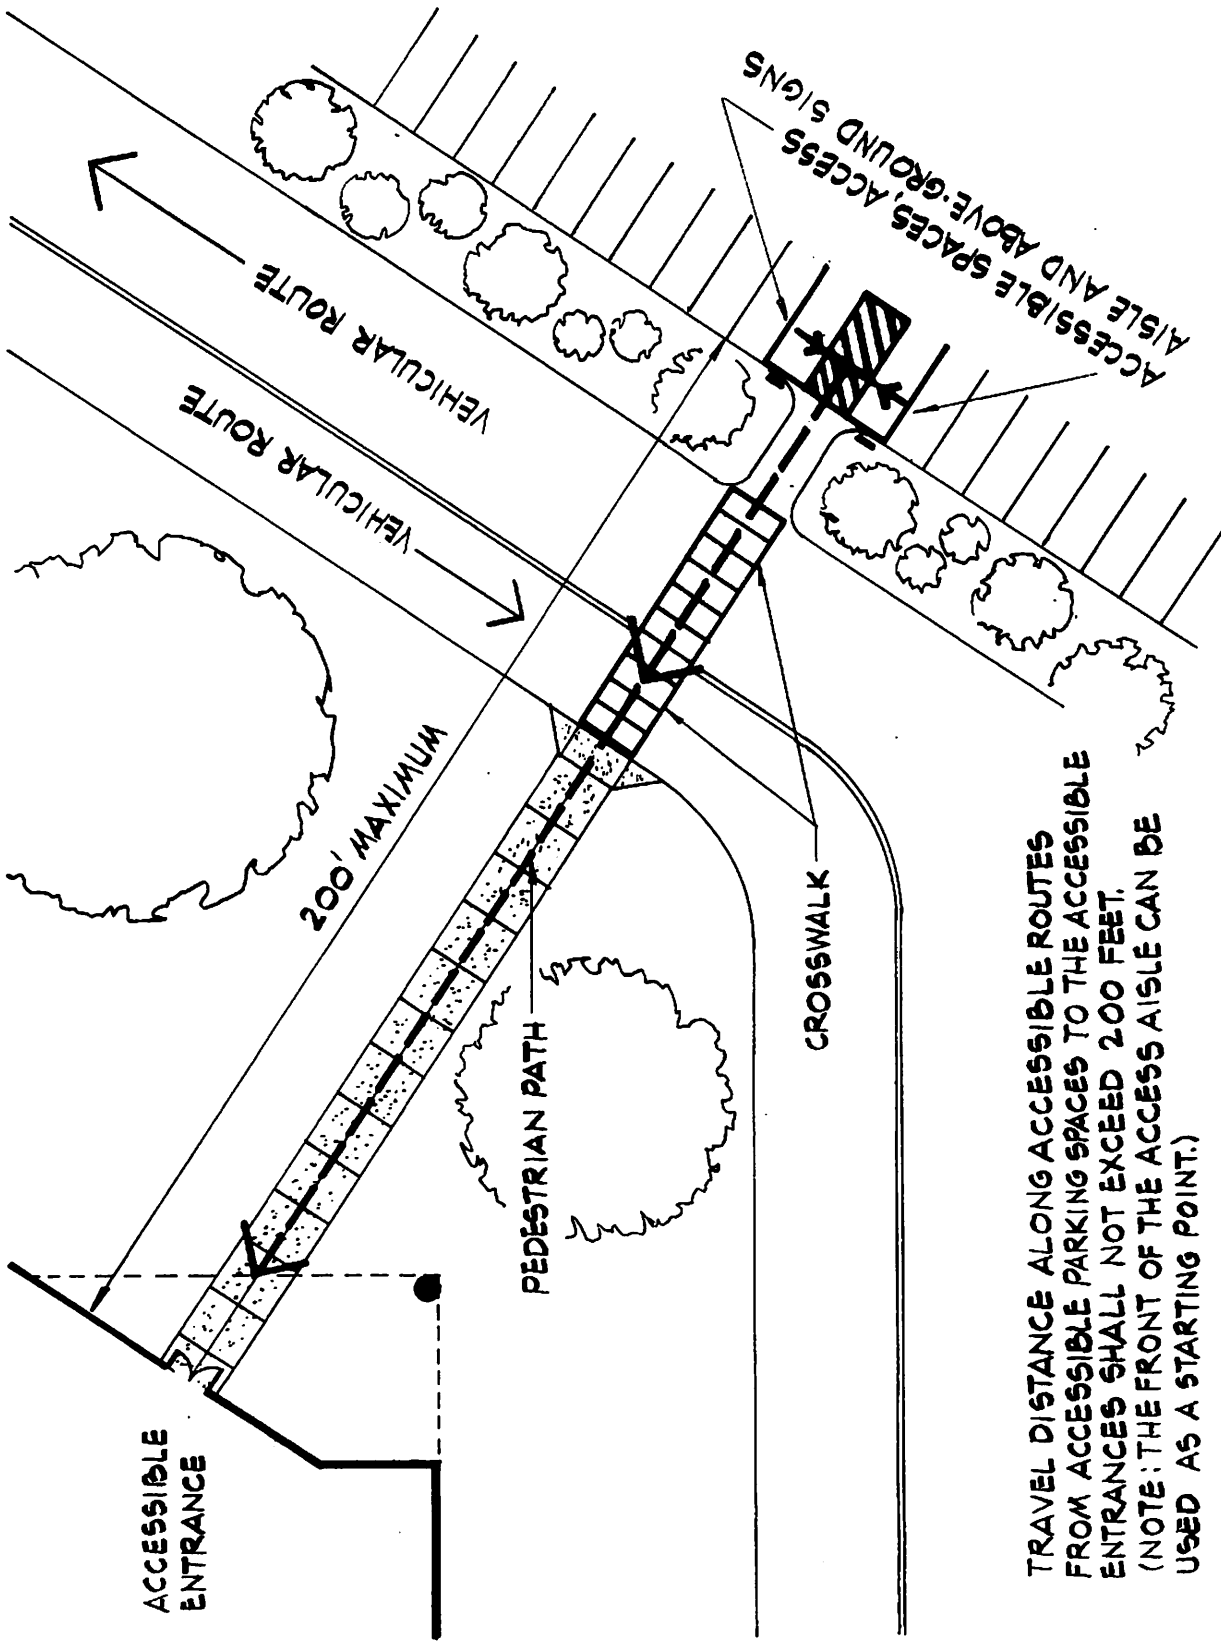 ACCESSIBLE
ENTRANCE
200' MAXIMUM
VEHICULAR ROUTE
VEHICULAR ROUTE
PEDESTRIAN PATH
CROSSWALK
ACCESSIBLE SPACES, ACCESS
AISLE AND ABOVE-GROUND SIGNS
TRAVEL DISTANCE ALONG ACCESSIBLE ROUTES
FROM ACCESSIBLE PARKING SPACES TO THE ACCESSIBLE
ENTRANCES SHALL NOT EXCEED 200 FEET.
(NOTE: THE FRONT OF THE ACCESS AISLE CAN BE
USED AS A STARTING POINT.)